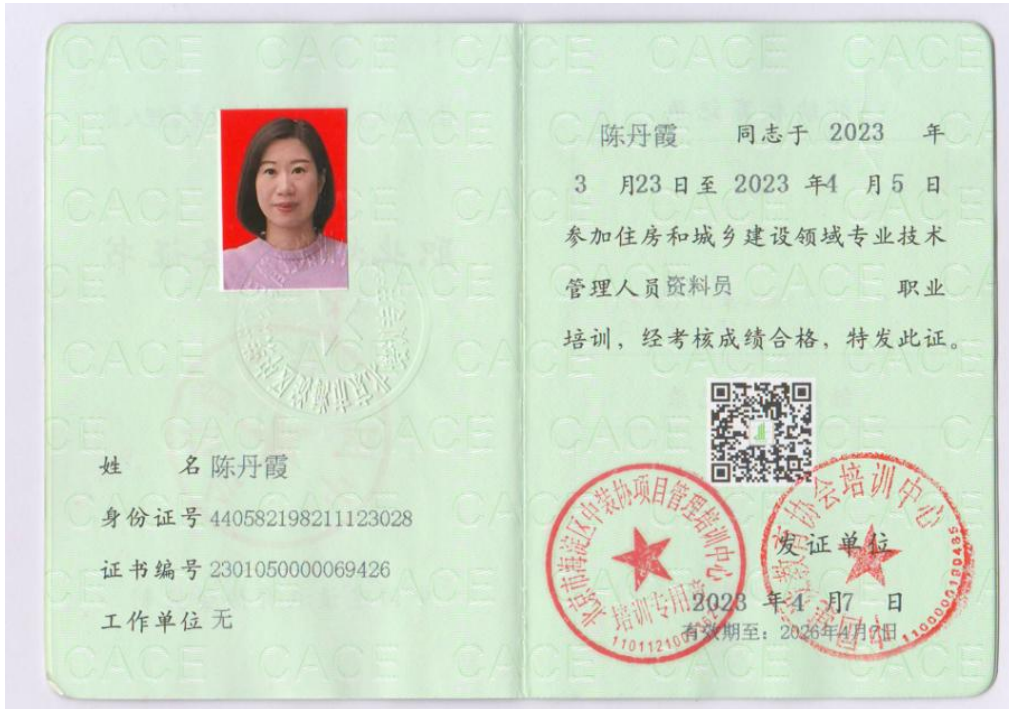 姓 名 陈丹霞
身份证号 440582198211123028
证书编号 2301050000069426
工作单位 无
陈丹霞 同志于 2023 年
3 月23 日至 2023 年4 月5 日
参加住房和城乡建设领域专业技术
管理人员资料员 职业
培训，经考核成绩合格，特发此证。
北京市海淀区中装协项目管理培训中心
培训专用章
教育协会培训中心
1100000100485
发证单位
2023 年4 月7 日
有效期至：2026年4月7日
CACE